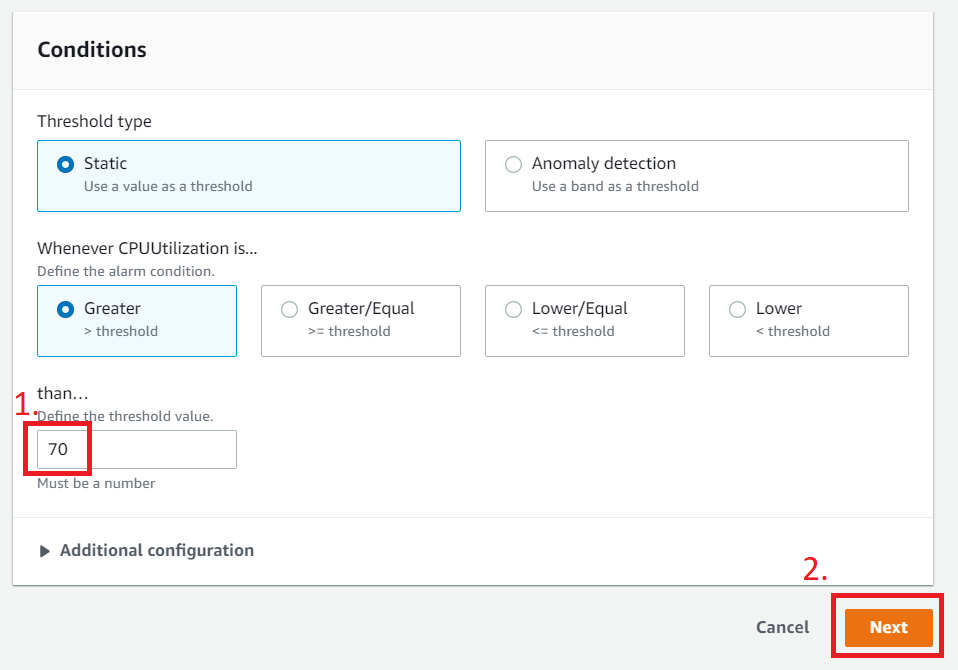 Conditions
Threshold type
Static
Use a value as a threshold
Anomaly detection
Use a band as a threshold
Whenever CPUUtilization is...
Define the alarm condition.
Greater
> threshold
Greater/Equal
>= threshold
Lower/Equal
<= threshold
Lower
< threshold
than…
1.
Define the threshold value.
70
Must be a number
Additional configuration
2.
Cancel
Next